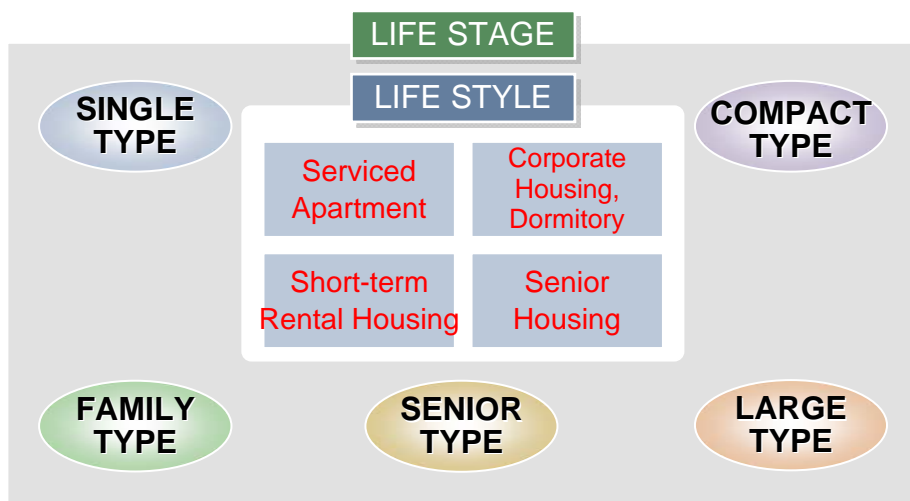 LIFE STAGE
LIFE STYLE
SINGLE
TYPE
COMPACT
TYPE
Serviced
Apartment
Corporate
Housing,
Dormitory
Short-term
Rental Housing
Senior
Housing
FAMILY
TYPE
SENIOR
TYPE
LARGE
TYPE